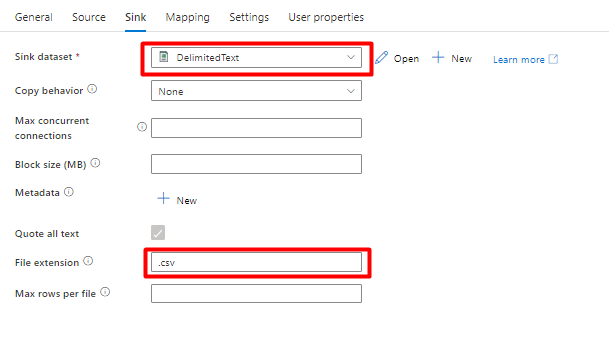 General Source Sink Mapping Settings User properties
Sink dataset * DelimitedText Open New Learn more
Copy behavior None
Max concurrent
connections
Block size (MB)
Metadata New
Quote all text
File extension .csv
Max rows per file